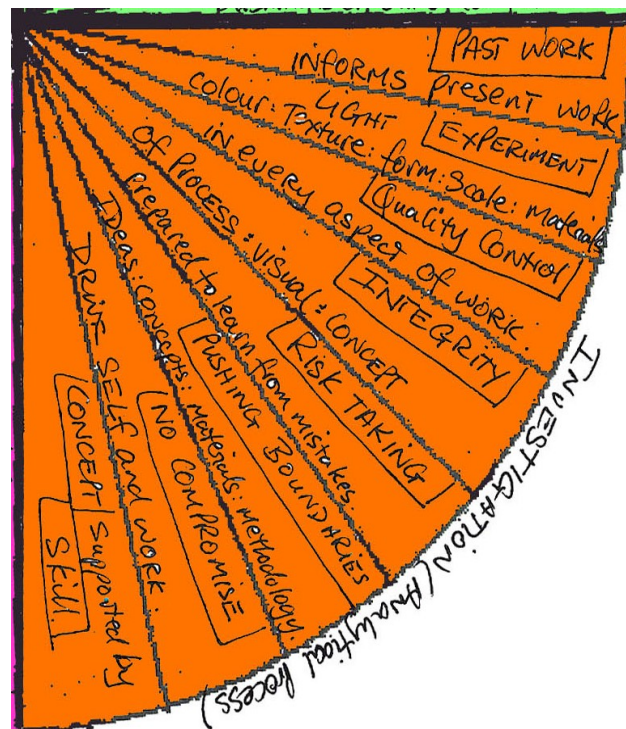 PAST WORK
INFORMS present work
EXPERIMENT
LIGHT
colour: Texture: form: Scale: materials
Quality Control
in every aspect of work.
INTEGRITY
OF PROCESS: VISUAL: CONCEPT
RISK TAKING
prepared to learn from mistakes.
PUSHING BOUNDARIES
IDeas: CONCEPTS: MATERIALS: Methodology.
NO COMPROMISE
DRIVE SELF and WORK.
CONCEPT supported by
Skill
INVESTIGATION (Analytical Process)